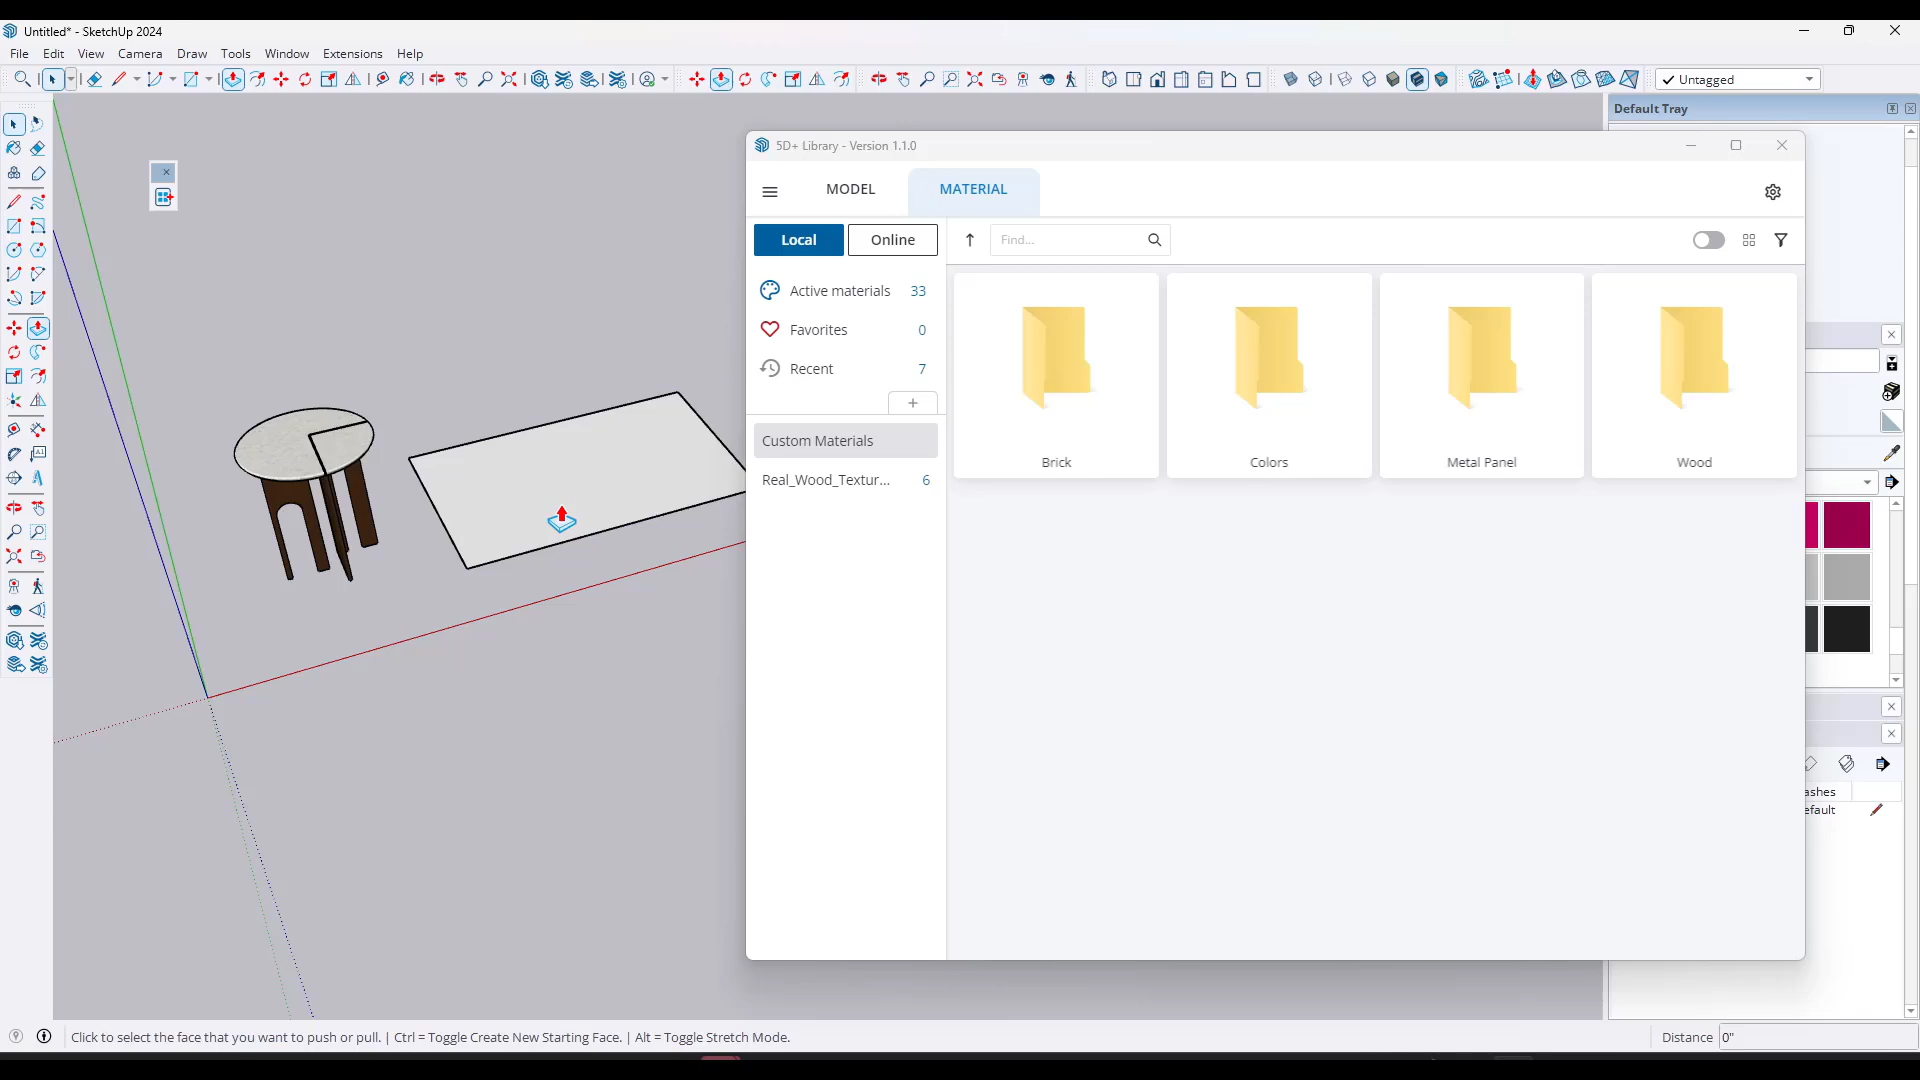 Untitled* - SketchUp 2024
File Edit View Camera Draw Tools Window Extensions Help
Untagged
Default Tray
5D+ Library - Version 1.1.0
MODEL MATERIAL
Local Online
Find...
Active materials 33
Favorites 0
Recent 7
+
Custom Materials
Real_Wood_Textur... 6
Brick Colors Metal Panel Wood
ashes
efault
Click to select the face that you want to push or pull. | Ctrl = Toggle Create New Starting Face. | Alt = Toggle Stretch Mode.
Distance 0"